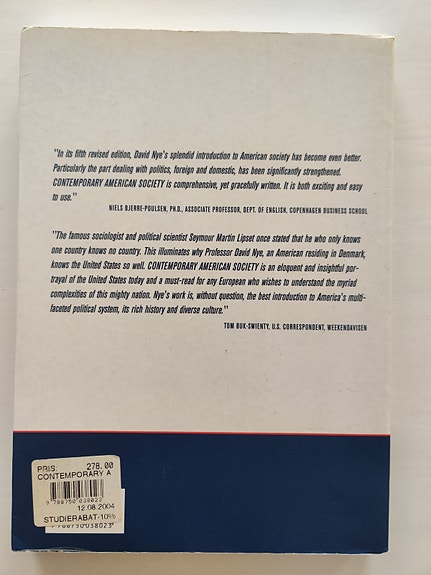 "In its fifth revised edition, David Nye's splendid introduction to American society has become even better.
Particularly the part dealing with politics, foreign and domestic, has been significantly strengthened.
CONTEMPORARY AMERICAN SOCIETY is comprehensive, yet gracefully written. It is both exciting and easy
to use."
NIELS BJERRE-POULSEN, PH.D., ASSOCIATE PROFESSOR, DEPT. OF ENGLISH, COPENHAGEN BUSINESS SCHOOL
"The famous sociologist and political scientist Seymour Martin Lipset once stated that he who only knows
one country knows no country. This illuminates why Professor David Nye, an American residing in Denmark,
knows the United States so well. CONTEMPORARY AMERICAN SOCIETY is an eloquent and insightful por-
trayal of the United States today and a must-read for any European who wishes to understand the myriad
complexities of this mighty nation. Nye's work is, without question, the best introduction to America's multi-
faceted political system, its rich history and diverse culture."
TOM BUK-SWIENTY, U.S. CORRESPONDENT, WEEKENDAVISEN
PRIS: 278.00
CONTEMPORARY A
9 788750 038023
12.08.2004
STUDIERABAT-10%
9 788750 038023